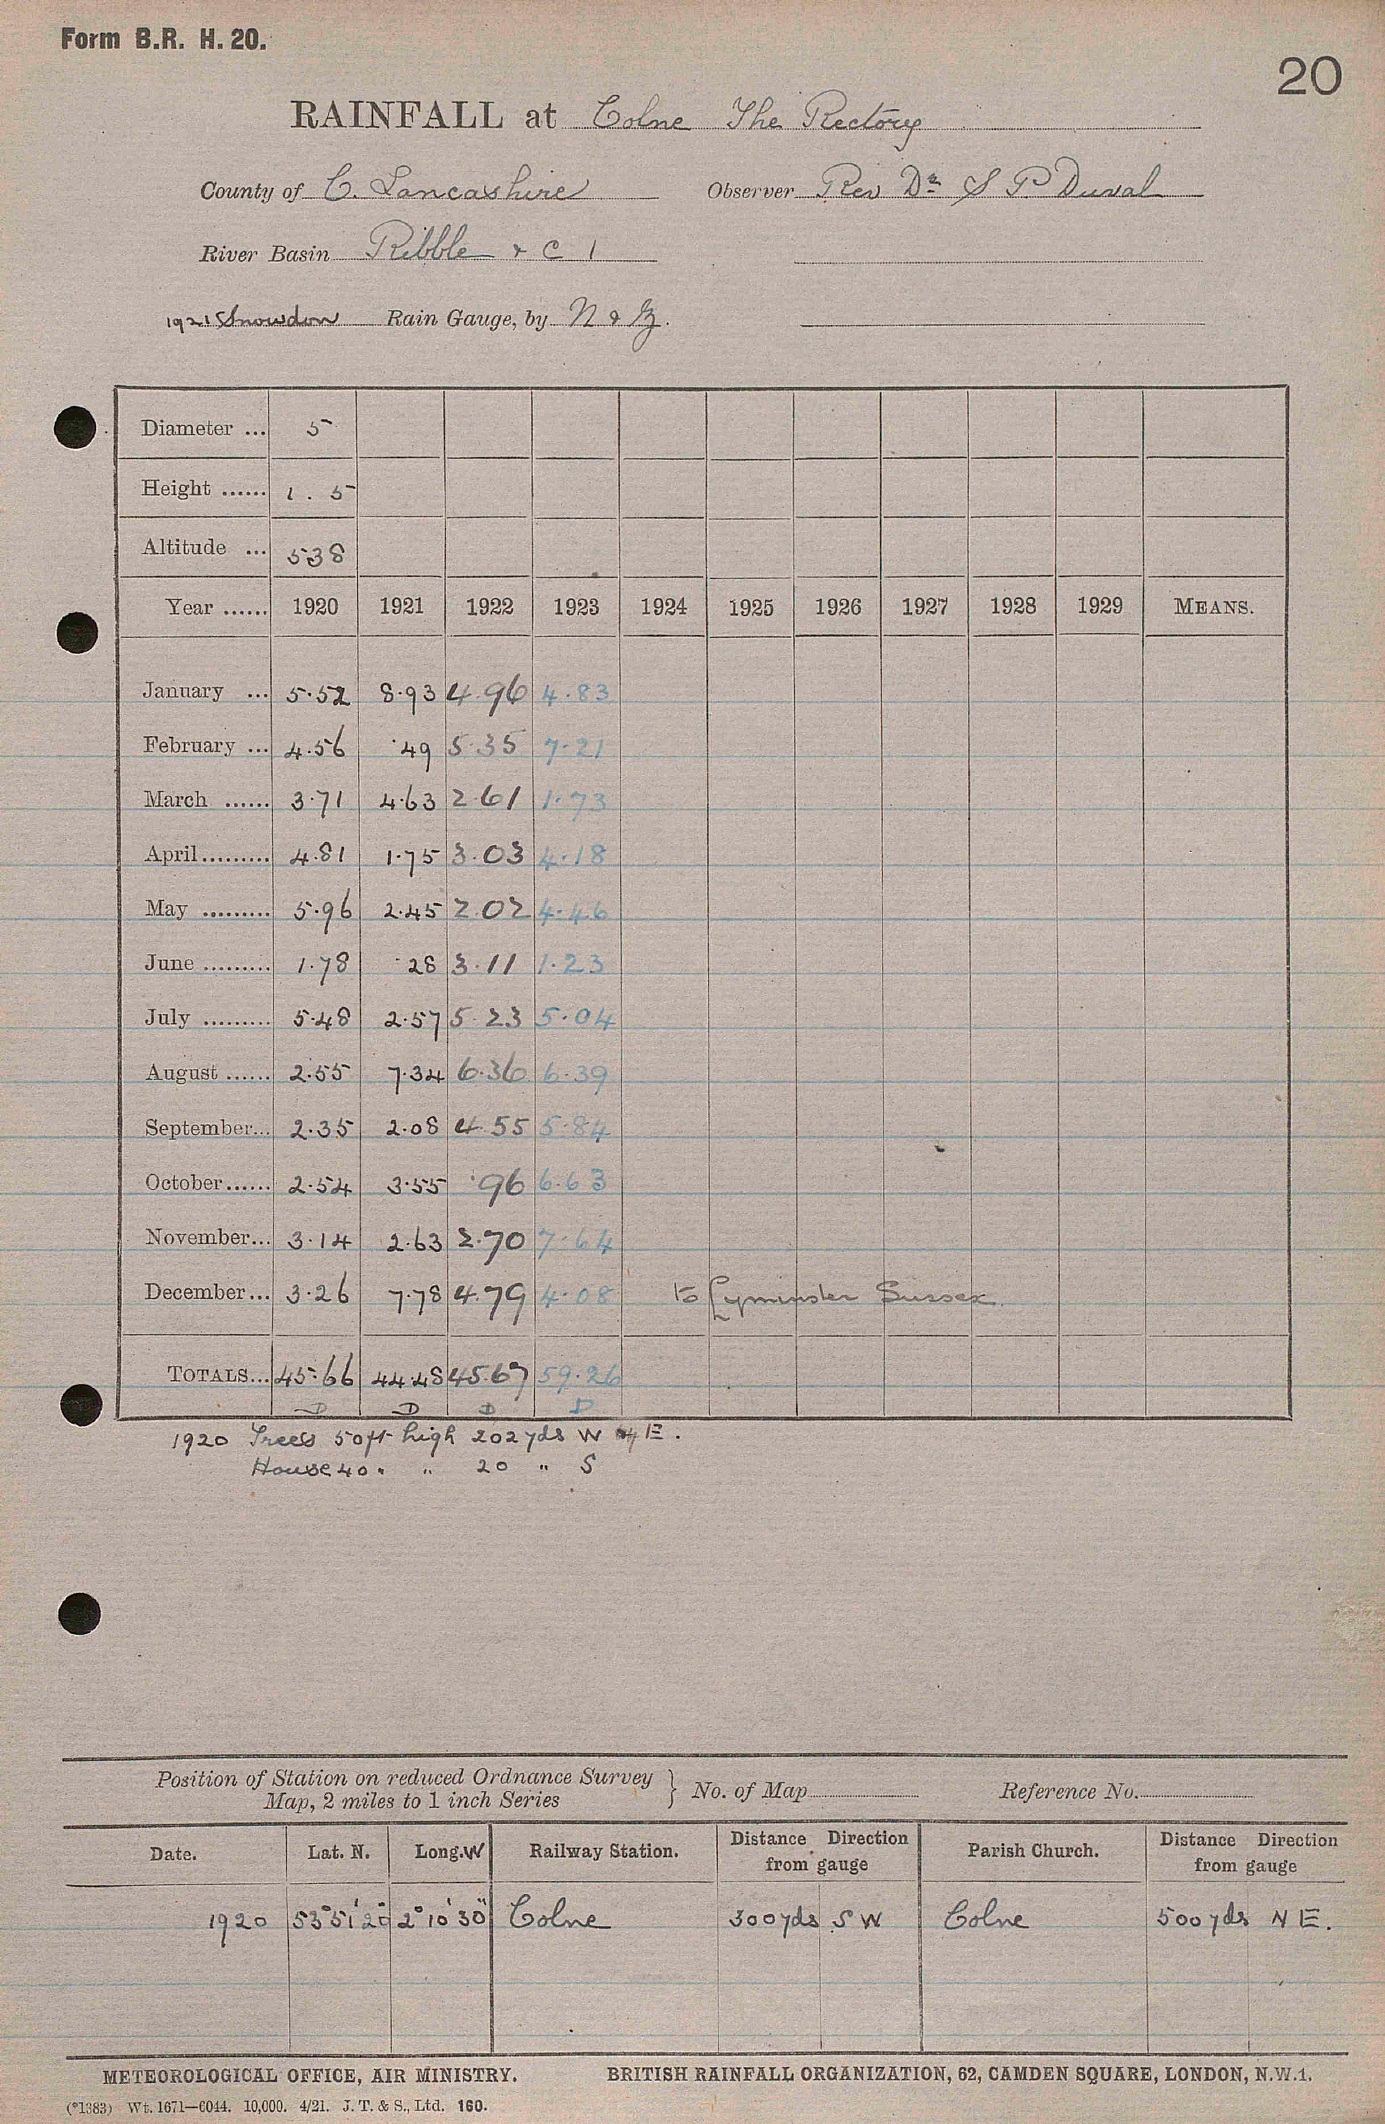 Form B.R. H. 20.
20
RAINFALL at Colne The Rectory
County of C. Lancashire Observer Rev Dr S P Duval
River Basin Ribble & C 1
1921 Snowdon Rain Gauge, by N & Z.
Diameter ... 5
Height ...... 1 . 5
Altitude ... 538
Year ...... 1920 1921 1922 1923 1924 1925 1926 1927 1928 1929 MEANS.
January ... 5.52 8.93 4.96 4.83
February ... 4.56 .49 5.35 7.21
March ...... 3.71 4.63 2.61 1.73
April ......... 4.81 1.75 3.03 4.18
May ......... 5.96 2.45 2.02 4.46
June ......... 1.78 .28 3.11 1.23
July ......... 5.48 2.57 5.23 5.04
August ...... 2.55 7.34 6.36 6.39
September... 2.35 2.08 4.55 5.84
October...... 2.54 3.55 .96 6.63
November... 3.14 2.63 2.70 7.64
December... 3.26 7.78 4.79 4.08 to Lyminster Sussex.
TOTALS... 45.66 44.48 45.67 59.26
D D D D
1920 Trees 50ft high 202yds W E.
House 40 " " 20 " S
Position of Station on reduced Ordnance Survey
Map, 2 miles to 1 inch Series } No. of Map Reference No.
Date. Lat. N. Long. W Railway Station. Distance Direction from gauge Parish Church. Distance Direction from gauge
1920 53° 51' 20" 2° 10' 30" Colne 300yds S W Colne 500yds N E.
METEOROLOGICAL OFFICE, AIR MINISTRY. BRITISH RAINFALL ORGANIZATION, 62, CAMDEN SQUARE, LONDON, N.W.1.
(*1383) Wt. 1671—6044. 10,000. 4/21. J. T. & S., Ltd. 160.